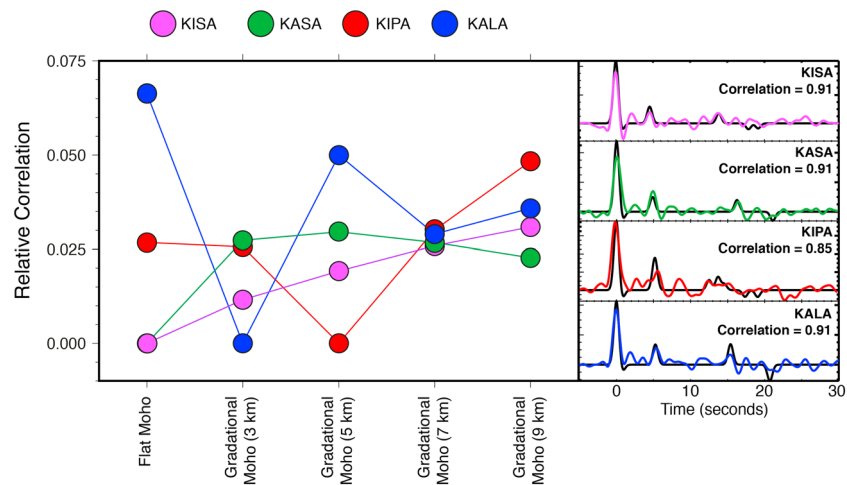 KISA KASA KIPA KALA
0.075
0.050
0.025
0.000
Relative Correlation
Flat Moho
Gradational
Moho (3 km)
Gradational
Moho (5 km)
Gradational
Moho (7 km)
Gradational
Moho (9 km)
KISA
Correlation = 0.91
KASA
Correlation = 0.91
KIPA
Correlation = 0.85
KALA
Correlation = 0.91
0 10 20 30
Time (seconds)